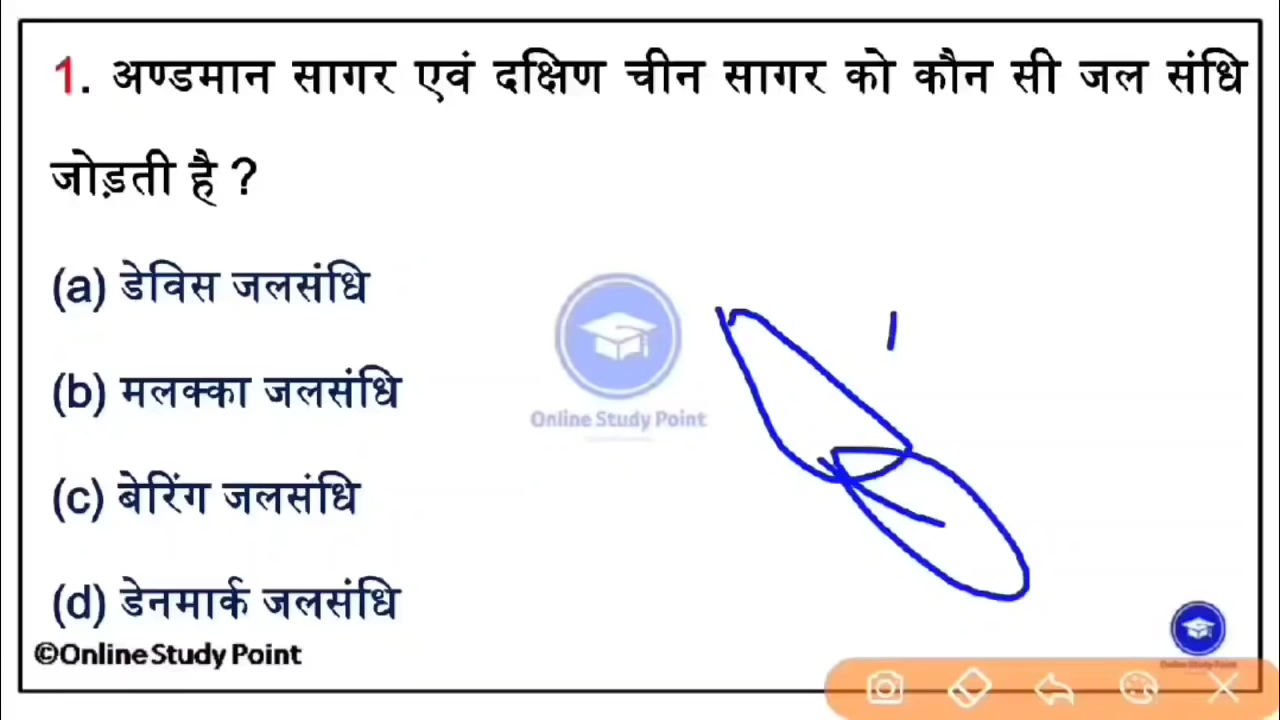 1. अण्डमान सागर एवं दक्षिण चीन सागर को कौन सी जल संधि
जोड़ती है ?
(a) डेविस जलसंधि
(b) मलक्का जलसंधि
Online Study Point
(c) बेरिंग जलसंधि
(d) डेनमार्क जलसंधि
©Online Study Point